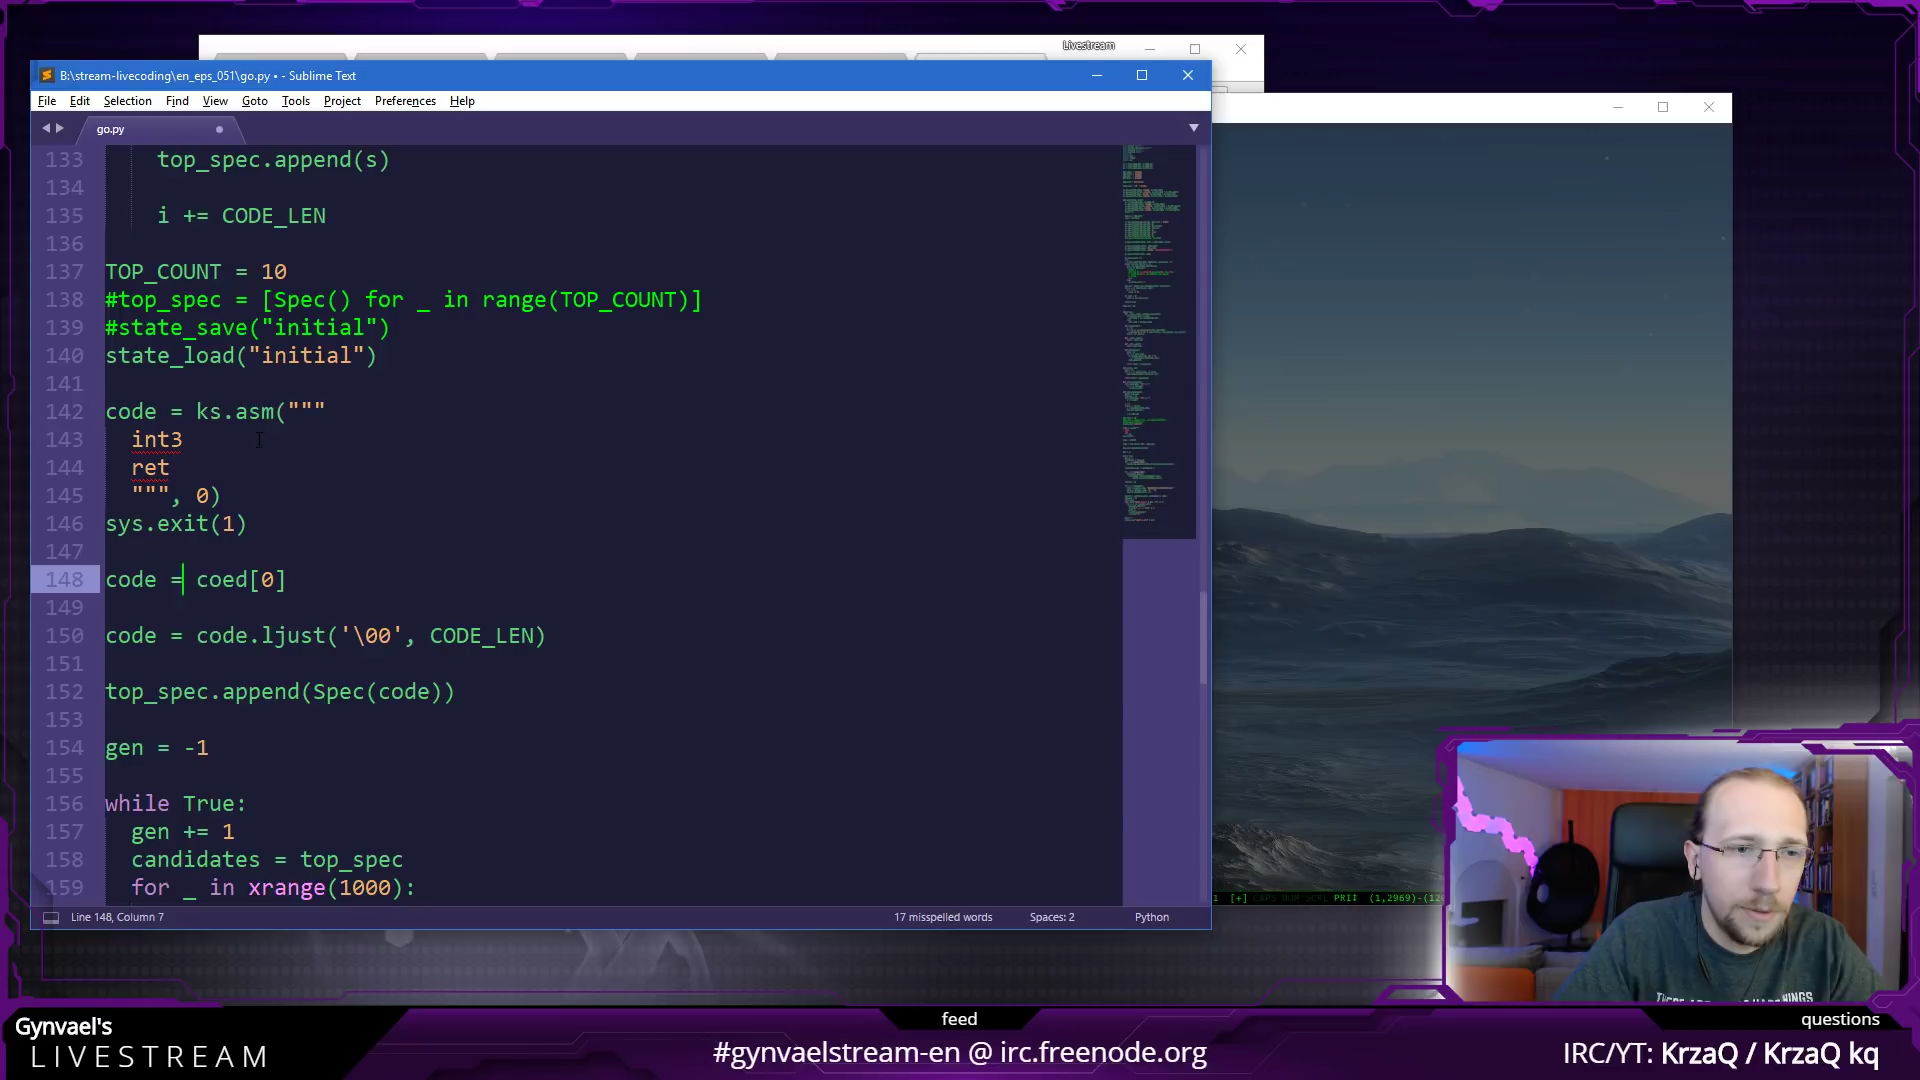 Livestream
B:\stream-livecoding\en_eps_051\go.py • - Sublime Text
File Edit Selection Find View Goto Tools Project Preferences Help
go.py
133 top_spec.append(s)
134
135 i += CODE_LEN
136
137 TOP_COUNT = 10
138 #top_spec = [Spec() for _ in range(TOP_COUNT)]
139 #state_save("initial")
140 state_load("initial")
141
142 code = ks.asm("""
143 int3
144 ret
145 """, 0)
146 sys.exit(1)
147
148 code = coed[0]
149
150 code = code.ljust('\00', CODE_LEN)
151
152 top_spec.append(Spec(code))
153
154 gen = -1
155
156 while True:
157 gen += 1
158 candidates = top_spec
159 for _ in xrange(1000):
Line 148, Column 7 17 misspelled words Spaces: 2 Python
[+] CAPS NUM SCRL PRI↕
Gynvael's
LIVESTREAM
feed
#gynvaelstream-en @ irc.freenode.org
questions
IRC/YT: KrzaQ / KrzaQ kq